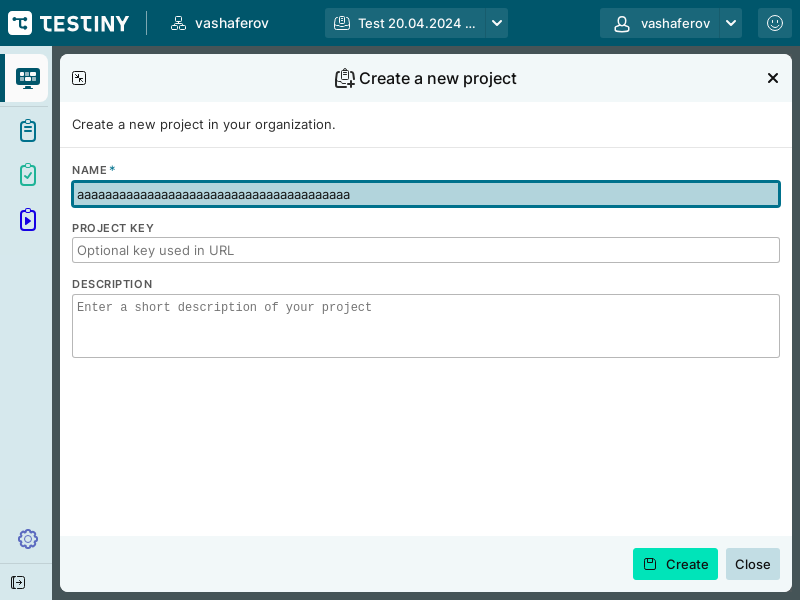 TESTINY
vashaferov
Test 20.04.2024 ...
vashaferov
Create a new project
Create a new project in your organization.
NAME *
aaaaaaaaaaaaaaaaaaaaaaaaaaaaaaaaaaaaaaa
PROJECT KEY
Optional key used in URL
DESCRIPTION
Enter a short description of your project
Create
Close